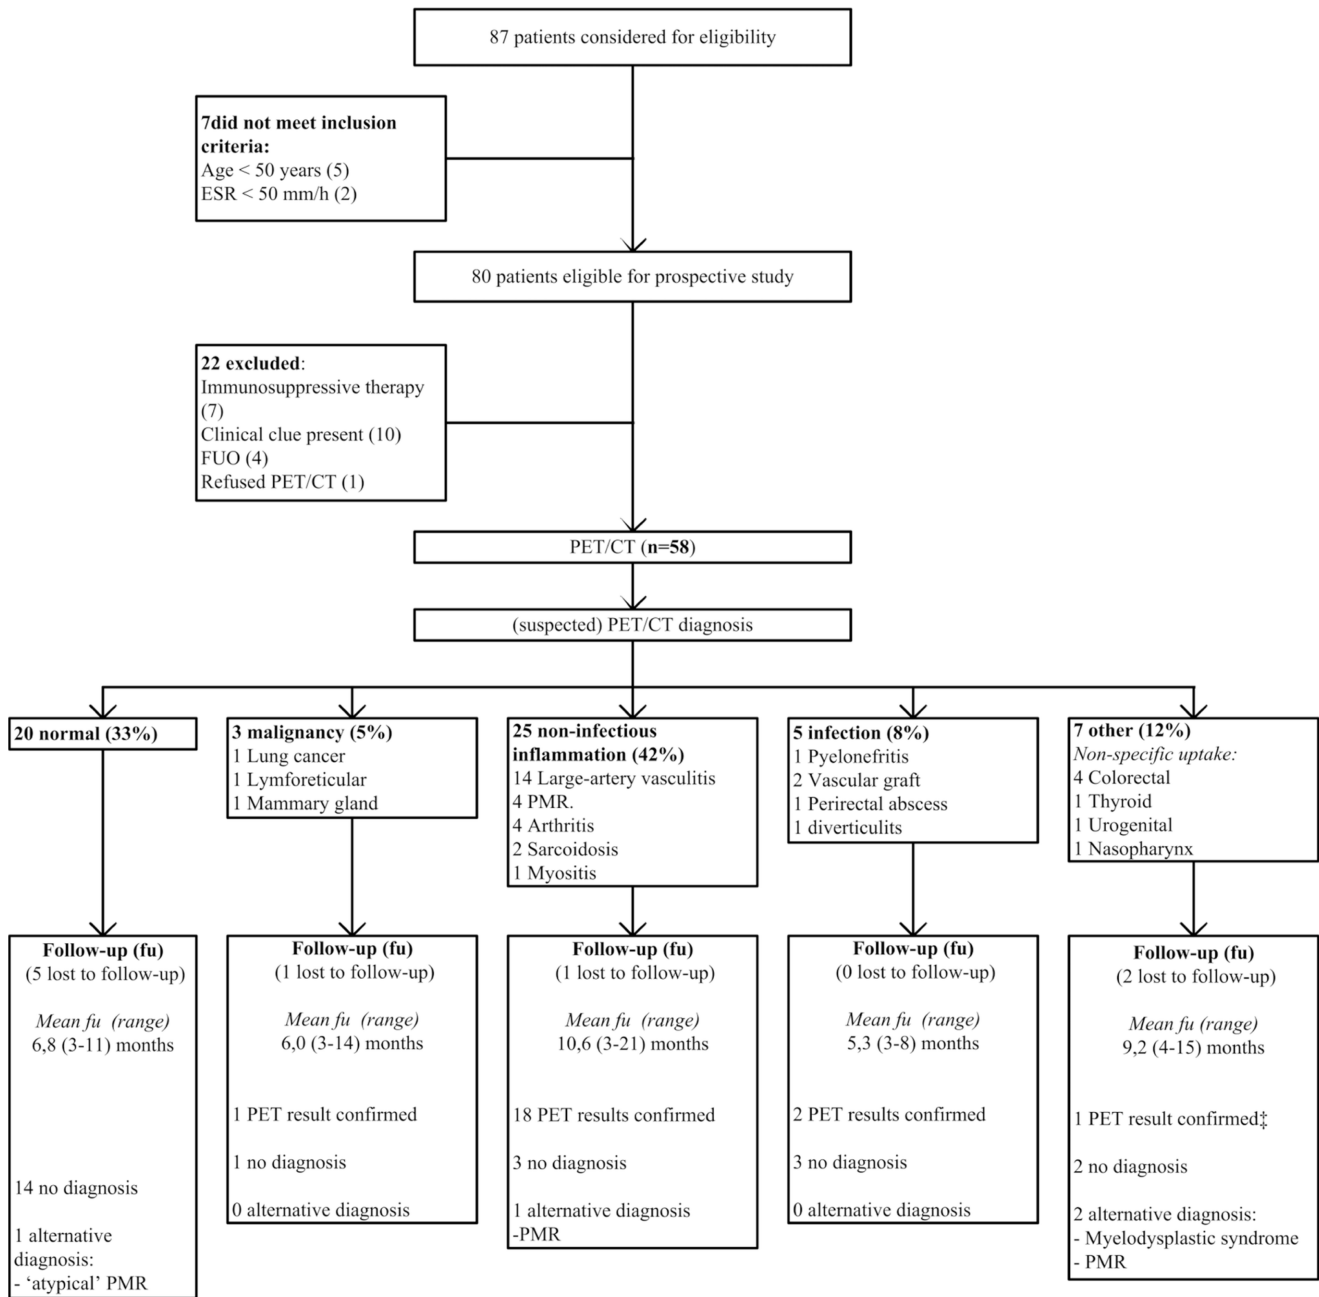 87 patients considered for eligibility
7did not meet inclusion
criteria:
Age < 50 years (5)
ESR < 50 mm/h (2)
80 patients eligible for prospective study
22 excluded:
Immunosuppressive therapy
(7)
Clinical clue present (10)
FUO (4)
Refused PET/CT (1)
PET/CT (n=58)
(suspected) PET/CT diagnosis
20 normal (33%)
3 malignancy (5%)
1 Lung cancer
1 Lymforeticular
1 Mammary gland
25 non-infectious
inflammation (42%)
14 Large-artery vasculitis
4 PMR.
4 Arthritis
2 Sarcoidosis
1 Myositis
5 infection (8%)
1 Pyelonefritis
2 Vascular graft
1 Perirectal abscess
1 diverticulits
7 other (12%)
Non-specific uptake:
4 Colorectal
1 Thyroid
1 Urogenital
1 Nasopharynx
Follow-up (fu)
(5 lost to follow-up)
Mean fu (range)
6,8 (3-11) months
14 no diagnosis
1 alternative
diagnosis:
- ‘atypical’ PMR
Follow-up (fu)
(1 lost to follow-up)
Mean fu (range)
6,0 (3-14) months
1 PET result confirmed
1 no diagnosis
0 alternative diagnosis
Follow-up (fu)
(1 lost to follow-up)
Mean fu (range)
10,6 (3-21) months
18 PET results confirmed
3 no diagnosis
1 alternative diagnosis
-PMR
Follow-up (fu)
(0 lost to follow-up)
Mean fu (range)
5,3 (3-8) months
2 PET results confirmed
3 no diagnosis
0 alternative diagnosis
Follow-up (fu)
(2 lost to follow-up)
Mean fu (range)
9,2 (4-15) months
1 PET result confirmed‡
2 no diagnosis
2 alternative diagnosis:
- Myelodysplastic syndrome
- PMR